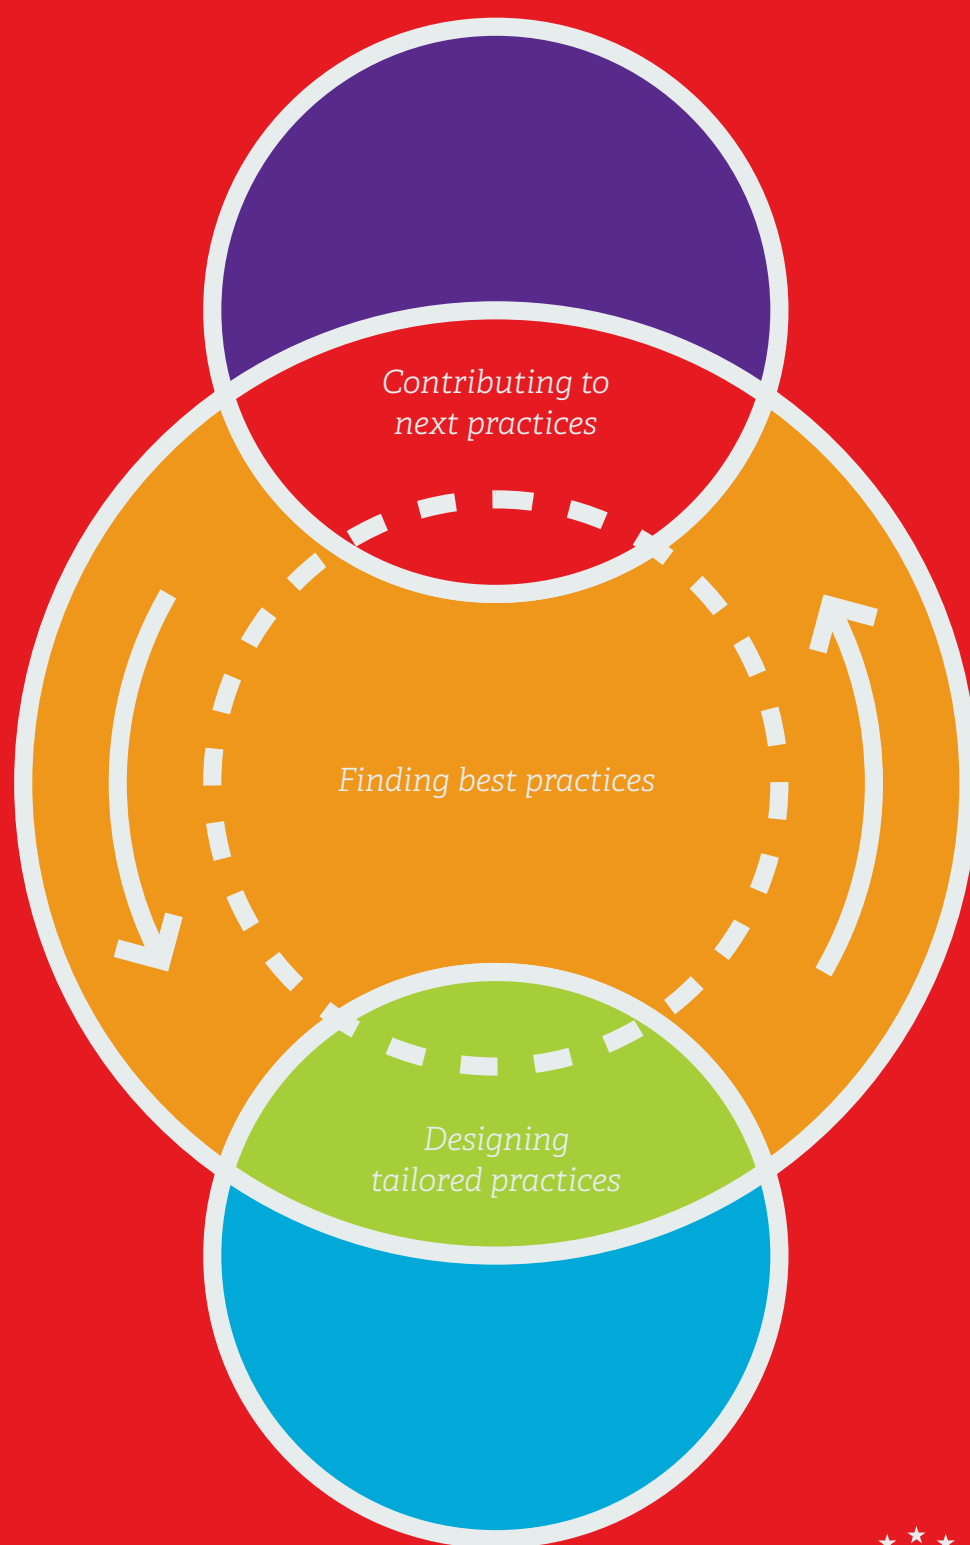 Contributing to
next practices
Finding best practices
Designing
tailored practices